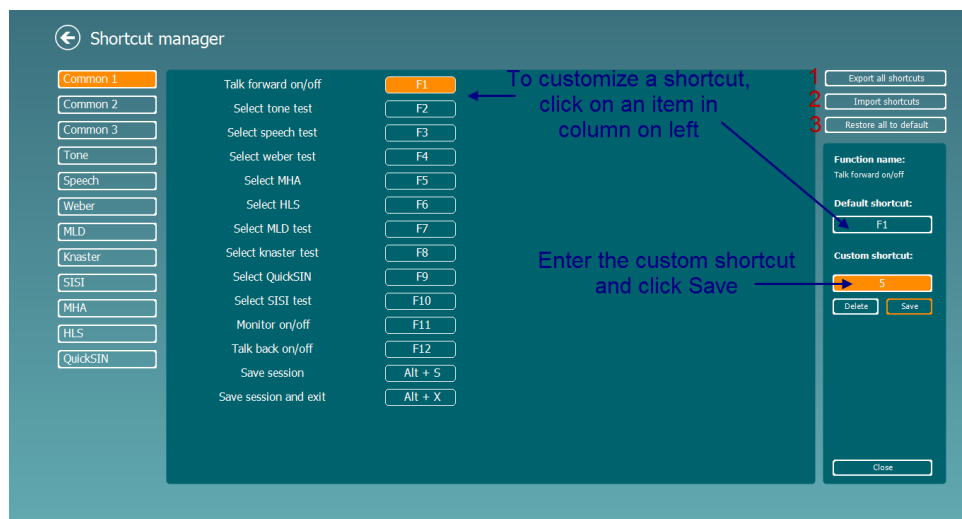 Shortcut manager
Common 1
Common 2
Common 3
Tone
Speech
Weber
MLD
Knaster
SISI
MHA
HLS
QuickSIN
Talk forward on/off F1
Select tone test F2
Select speech test F3
Select weber test F4
Select MHA F5
Select HLS F6
Select MLD test F7
Select knaster test F8
Select QuickSIN F9
Select SISI test F10
Monitor on/off F11
Talk back on/off F12
Save session Alt + S
Save session and exit Alt + X
To customize a shortcut,
click on an item in
column on left
Enter the custom shortcut
and click Save
1 Export all shortcuts
2 Import shortcuts
3 Restore all to default
Function name:
Talk forward on/off
Default shortcut:
F1
Custom shortcut:
5
Delete Save
Close